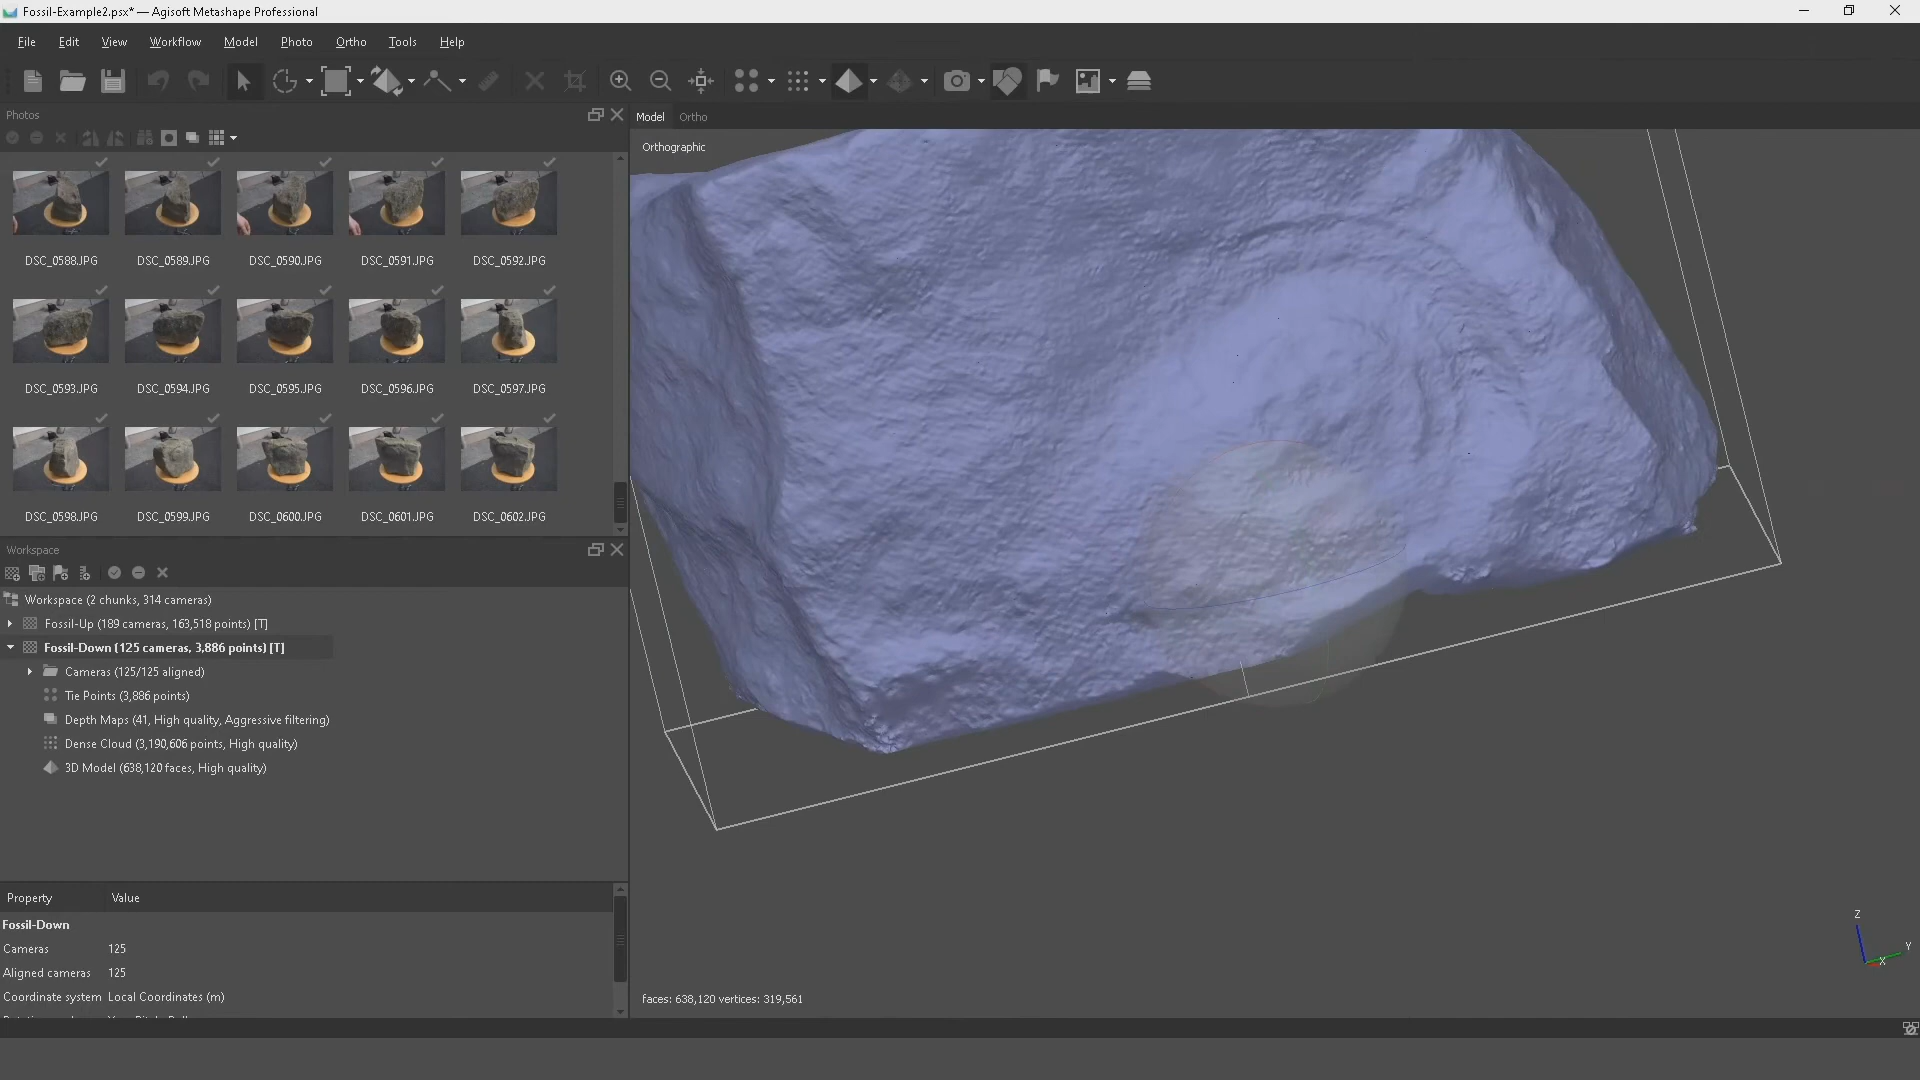 Fossil-Example2.psx* — Agisoft Metashape Professional
File Edit View Workflow Model Photo Ortho Tools Help
Photos
Model Ortho
Orthographic
DSC_0588.JPG DSC_0589.JPG DSC_0590.JPG DSC_0591.JPG DSC_0592.JPG
DSC_0593.JPG DSC_0594.JPG DSC_0595.JPG DSC_0596.JPG DSC_0597.JPG
DSC_0598.JPG DSC_0599.JPG DSC_0600.JPG DSC_0601.JPG DSC_0602.JPG
Workspace
Workspace (2 chunks, 314 cameras)
Fossil-Up (189 cameras, 163,518 points) [T]
Fossil-Down (125 cameras, 3,886 points) [T]
Cameras (125/125 aligned)
Tie Points (3,886 points)
Depth Maps (41, High quality, Aggressive filtering)
Dense Cloud (3,190,606 points, High quality)
3D Model (638,120 faces, High quality)
Property Value
Fossil-Down
Cameras 125
Aligned cameras 125
Coordinate system Local Coordinates (m)
faces: 638,120 vertices: 319,561
Z
Y
X